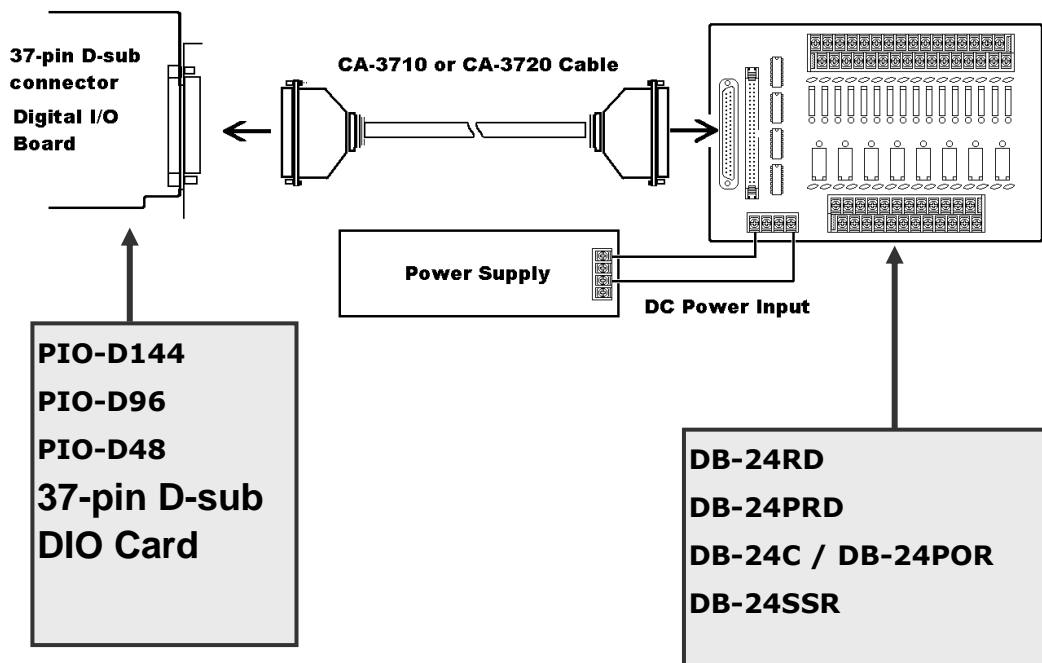 37-pin D-sub
connector
Digital I/O
Board
CA-3710 or CA-3720 Cable
Power Supply
DC Power Input
PIO-D144
PIO-D96
PIO-D48
37-pin D-sub
DIO Card
DB-24RD
DB-24PRD
DB-24C / DB-24POR
DB-24SSR